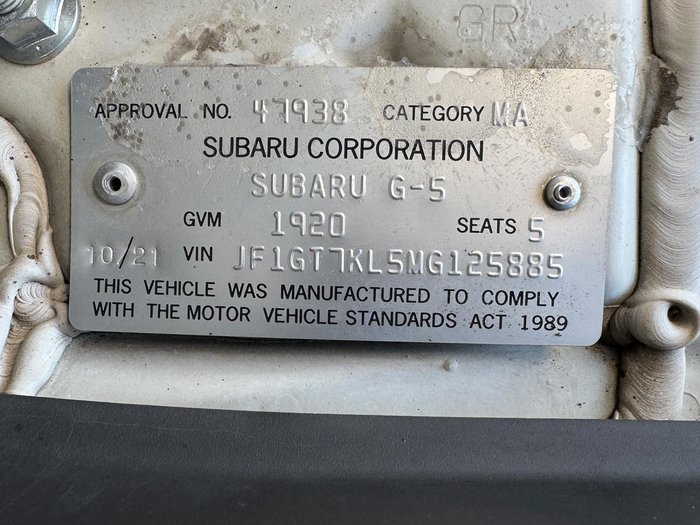 GR
APPROVAL NO. 47938 CATEGORY MA
SUBARU CORPORATION
SUBARU G-5
GVM 1920 SEATS 5
10/21 VIN JF1GT7KL5MG125885
THIS VEHICLE WAS MANUFACTURED TO COMPLY
WITH THE MOTOR VEHICLE STANDARDS ACT 1989